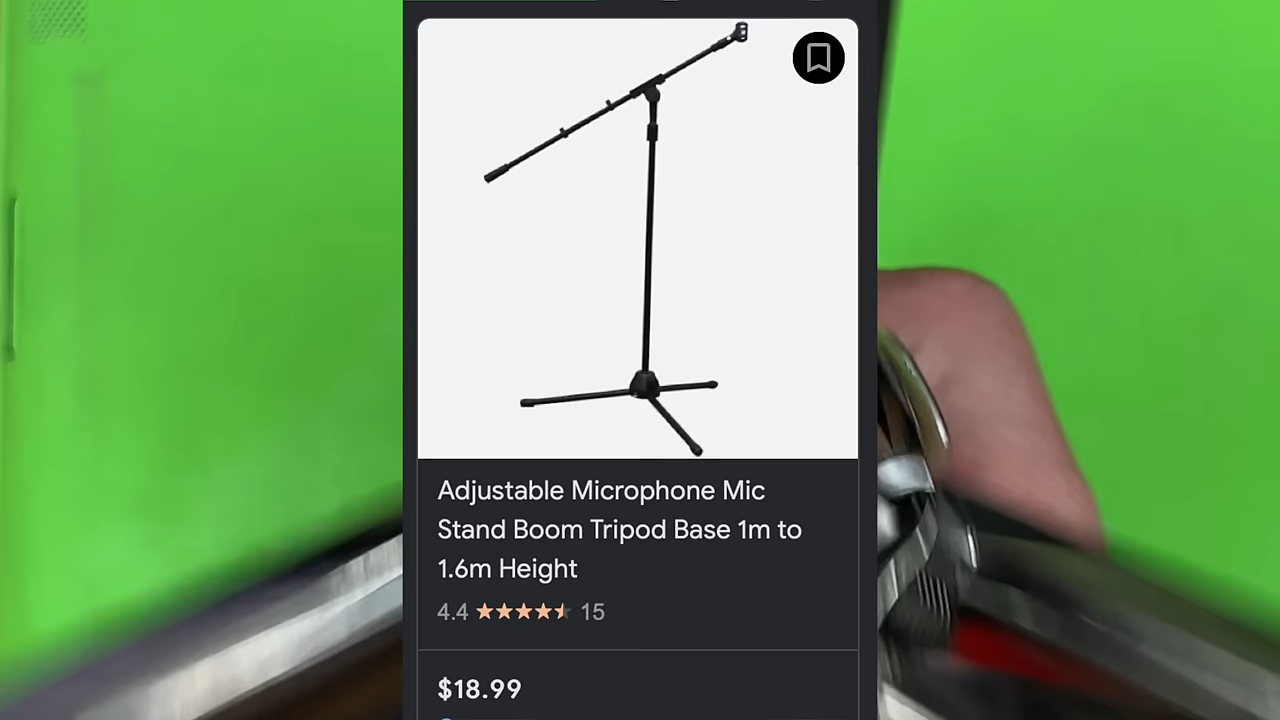 Adjustable Microphone Mic
Stand Boom Tripod Base 1m to
1.6m Height
4.4 ★★★★⯨ 15
$18.99